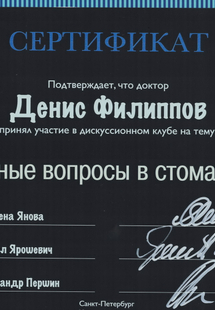 СЕРТИФИКАТ
Подтверждает, что доктор
Денис Филиппов
принял участие в дискуссионном клубе на тему
ные вопросы в стома
ена Янова
л Ярошевич
андр Першин
Санкт-Петербург